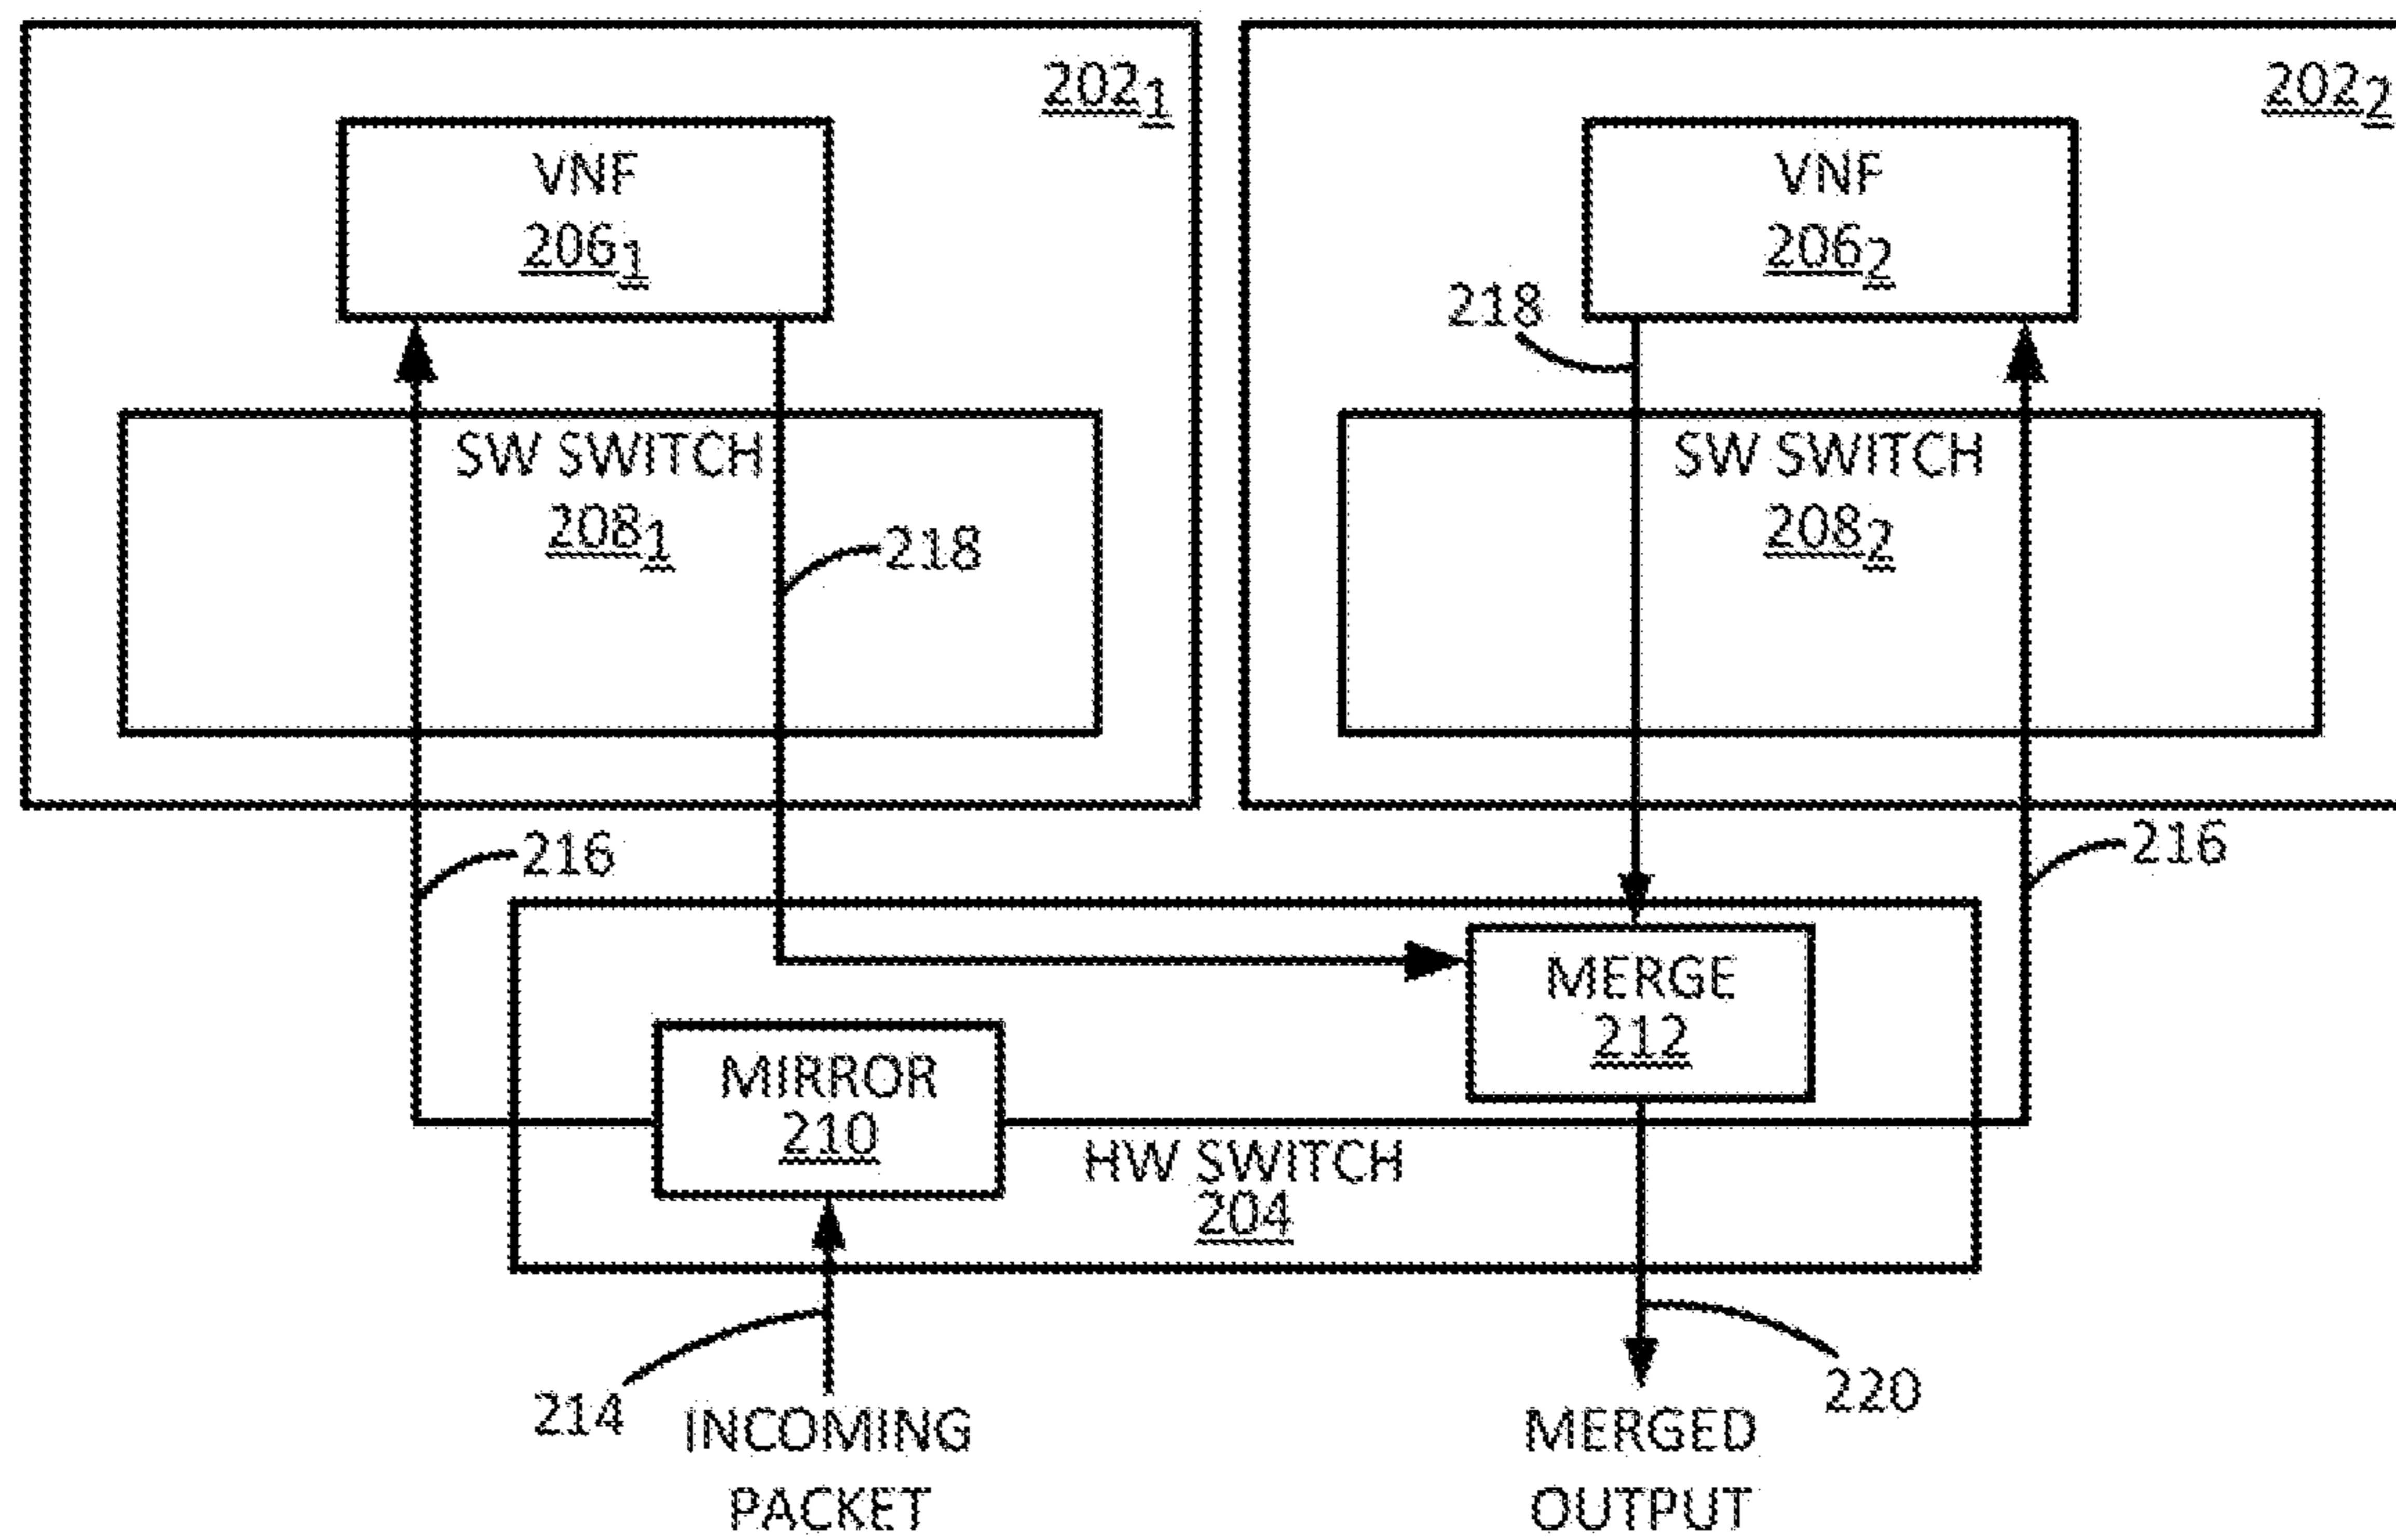 202₁
202₂
VNF
206₁
VNF
206₂
218
SW SWITCH
208₁
218
SW SWITCH
208₂
216
216
MERGE
212
MIRROR
210
HW SWITCH
204
214
INCOMING
PACKET
MERGED
OUTPUT
220